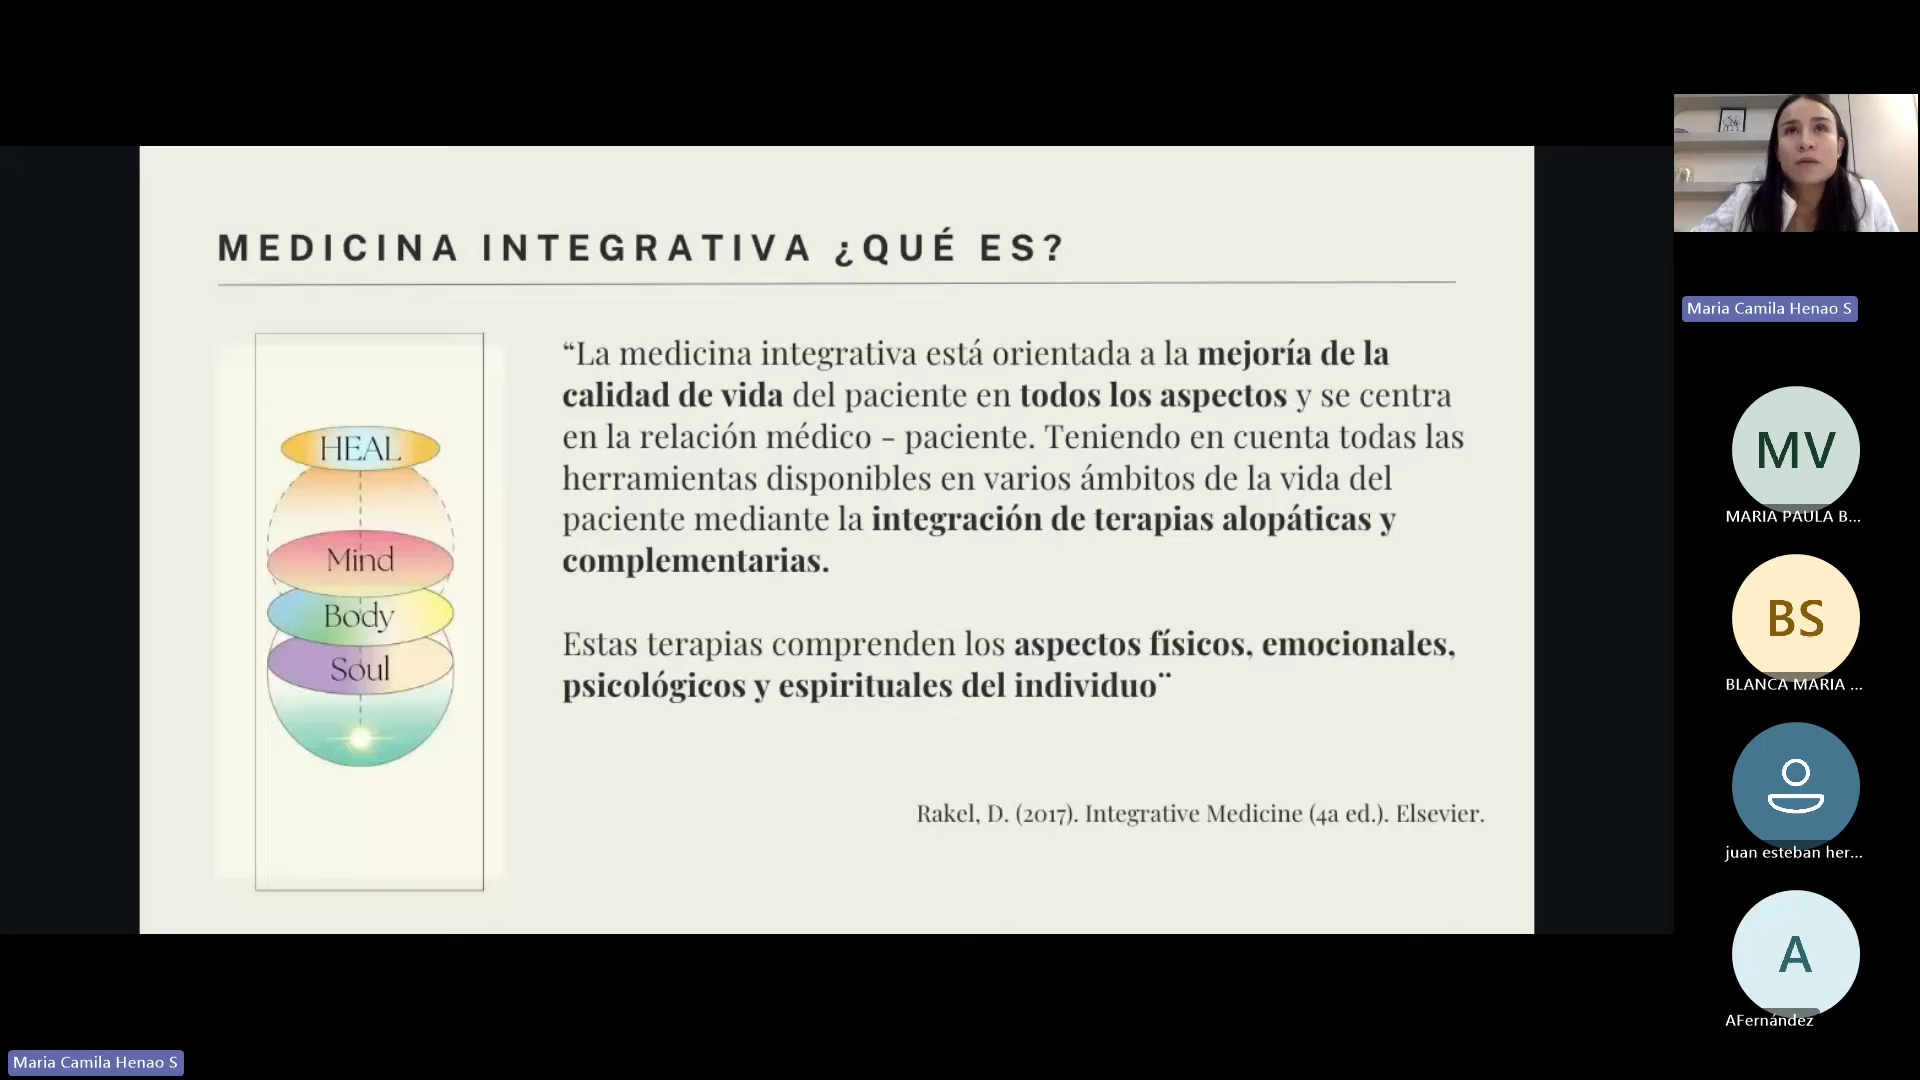 MEDICINA INTEGRATIVA ¿QUÉ ES?
HEAL
Mind
Body
Soul
“La medicina integrativa está orientada a la mejoría de la
calidad de vida del paciente en todos los aspectos y se centra
en la relación médico - paciente. Teniendo en cuenta todas las
herramientas disponibles en varios ámbitos de la vida del
paciente mediante la integración de terapias alopáticas y
complementarias.
Estas terapias comprenden los aspectos físicos, emocionales,
psicológicos y espirituales del individuo¨
Rakel, D. (2017). Integrative Medicine (4a ed.). Elsevier.
Maria Camila Henao S
MV
MARIA PAULA B...
BS
BLANCA MARIA ...
juan esteban her...
A
AFernández
Maria Camila Henao S